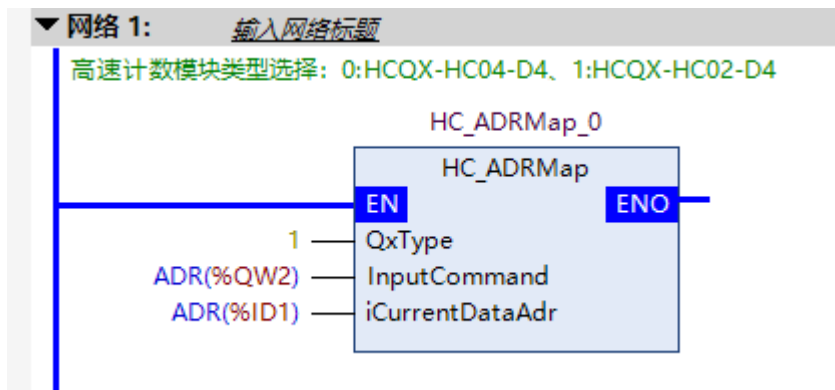 网络 1: 输入网络标题
高速计数模块类型选择：0:HCQX-HC04-D4、1:HCQX-HC02-D4
HC_ADRMap_0
HC_ADRMap
EN ENO
1 QxType
ADR(%QW2) InputCommand
ADR(%ID1) iCurrentDataAdr